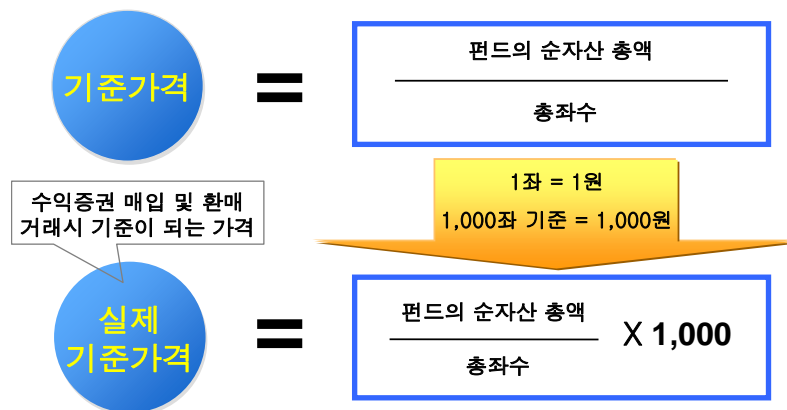 기준가격
=
펀드의 순자산 총액
총좌수
1좌 = 1원
1,000좌 기준 = 1,000원
수익증권 매입 및 환매
거래시 기준이 되는 가격
실제
기준가격
=
펀드의 순자산 총액
총좌수
X 1,000